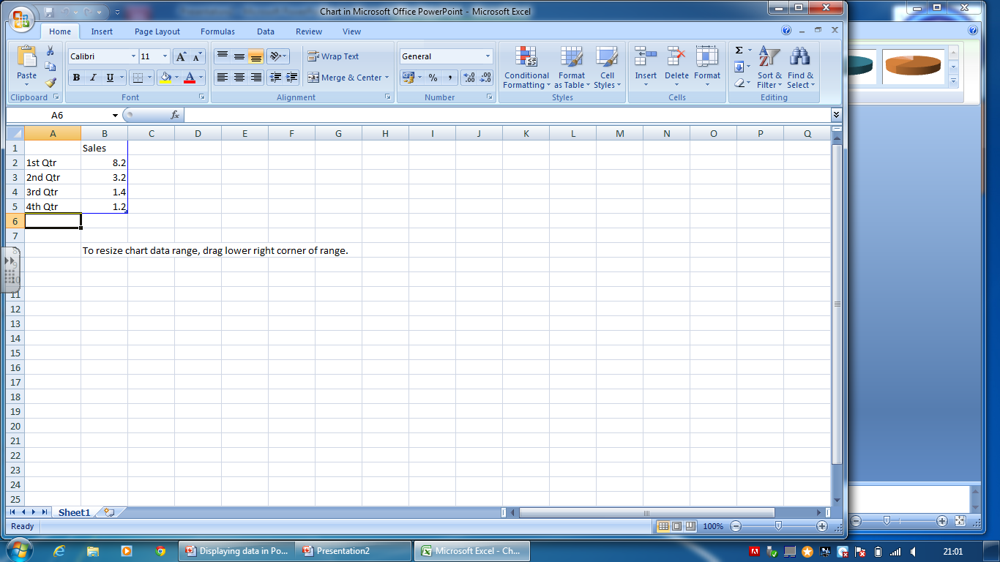 Chart in Microsoft Office PowerPoint - Microsoft Excel
Home Insert Page Layout Formulas Data Review View
Calibri 11 Wrap Text General
Paste B I U Merge & Center % , Conditional Formatting Format as Table Cell Styles Insert Delete Format Σ Sort & Filter Find & Select
Clipboard Font Alignment Number Styles Cells Editing
A6 fx
A B C D E F G H I J K L M N O P Q
1 Sales
2 1st Qtr 8.2
3 2nd Qtr 3.2
4 3rd Qtr 1.4
5 4th Qtr 1.2
6
7
8 To resize chart data range, drag lower right corner of range.
9
10
11
12
13
14
15
16
17
18
19
20
21
22
23
24
25
Sheet1
Ready 100%
Displaying data in Po... Presentation2 Microsoft Excel - Ch... 21:01